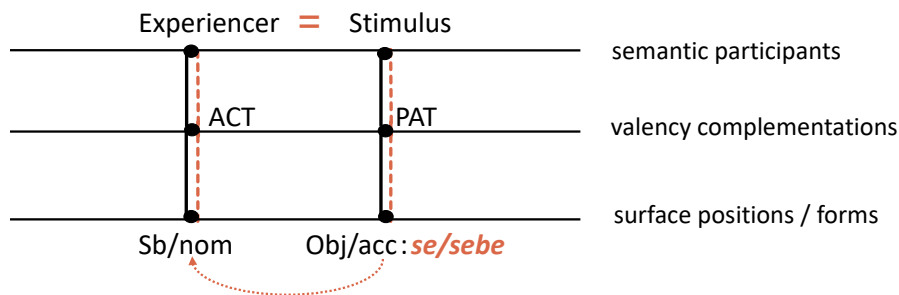 Experiencer = Stimulus
semantic participants
ACT PAT
valency complementations
surface positions / forms
Sb/nom Obj/acc: se/sebe